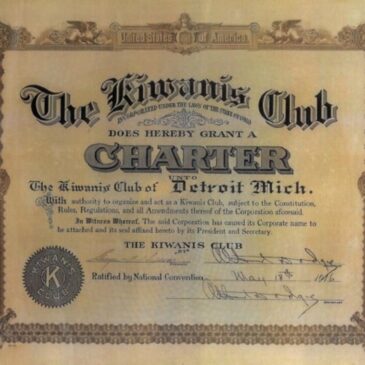 United States of America.
The Kiwanis Club
INCORPORATED UNDER THE LAWS OF THE STATE OF OHIO
DOES HEREBY GRANT A
CHARTER
UNTO
The Kiwanis Club of Detroit Mich.
With authority to organize and act as a Kiwanis Club, subject to the Constitution,
Rules, Regulations, and all Amendments thereof of the Corporation aforesaid.
In Witness Whereof, The said Corporation has caused its Corporate name to
be attached and its seal affixed hereto by its President and Secretary.
THE KIWANIS CLUB
BY
Ratified by National Convention May 18th 1916
KIWANIS
K
CLUB